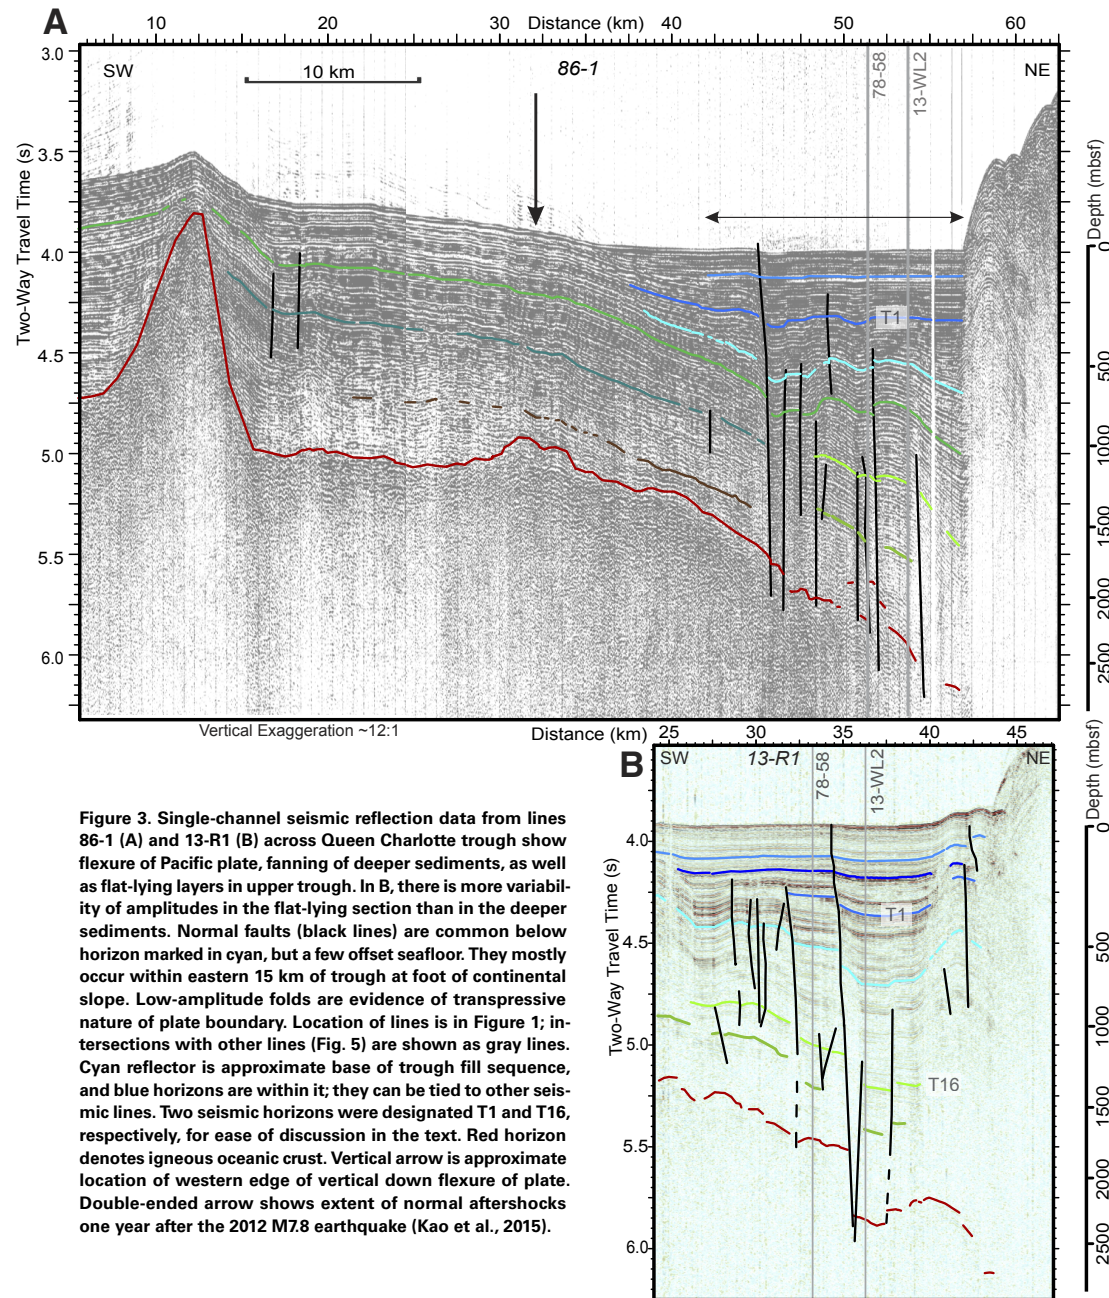 A
10 20 30 Distance (km) 40 50 60
SW 86-1 NE
10 km
78-58
13-WL2
Two-Way Travel Time (s)
3.0
3.5
4.0
4.5
5.0
5.5
6.0
T1
Depth (mbsf)
0
500
1000
1500
2000
2500
Vertical Exaggeration ~12:1
B
Distance (km) 25 30 35 40 45
SW 13-R1 NE
78-58
13-WL2
Two-Way Travel Time (s)
4.0
4.5
5.0
5.5
6.0
T1
T16
Depth (mbsf)
0
500
1000
1500
2000
2500
Figure 3. Single-channel seismic reflection data from lines
86-1 (A) and 13-R1 (B) across Queen Charlotte trough show
flexure of Pacific plate, fanning of deeper sediments, as well
as flat-lying layers in upper trough. In B, there is more variabil-
ity of amplitudes in the flat-lying section than in the deeper
sediments. Normal faults (black lines) are common below
horizon marked in cyan, but a few offset seafloor. They mostly
occur within eastern 15 km of trough at foot of continental
slope. Low-amplitude folds are evidence of transpressive
nature of plate boundary. Location of lines is in Figure 1; in-
tersections with other lines (Fig. 5) are shown as gray lines.
Cyan reflector is approximate base of trough fill sequence,
and blue horizons are within it; they can be tied to other seis-
mic lines. Two seismic horizons were designated T1 and T16,
respectively, for ease of discussion in the text. Red horizon
denotes igneous oceanic crust. Vertical arrow is approximate
location of western edge of vertical down flexure of plate.
Double-ended arrow shows extent of normal aftershocks
one year after the 2012 M7.8 earthquake (Kao et al., 2015).